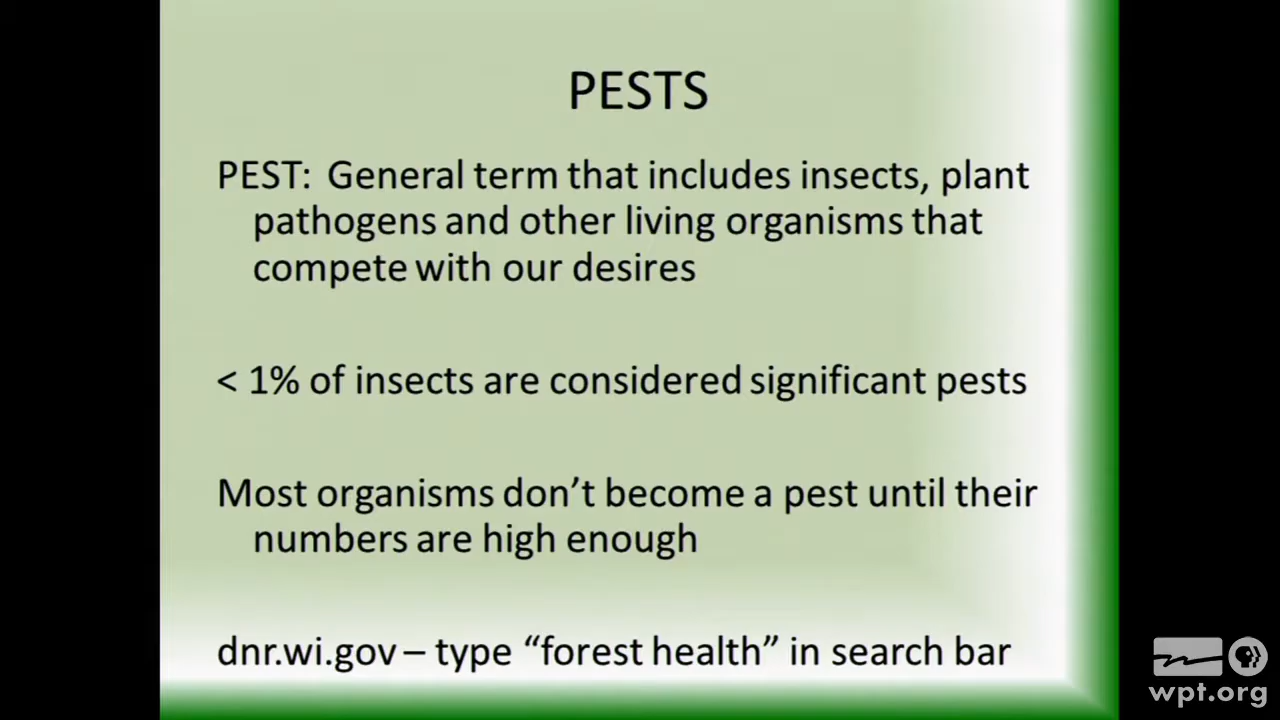 PESTS
PEST: General term that includes insects, plant
pathogens and other living organisms that
compete with our desires
< 1% of insects are considered significant pests
Most organisms don’t become a pest until their
numbers are high enough
dnr.wi.gov – type “forest health” in search bar
wpt.org